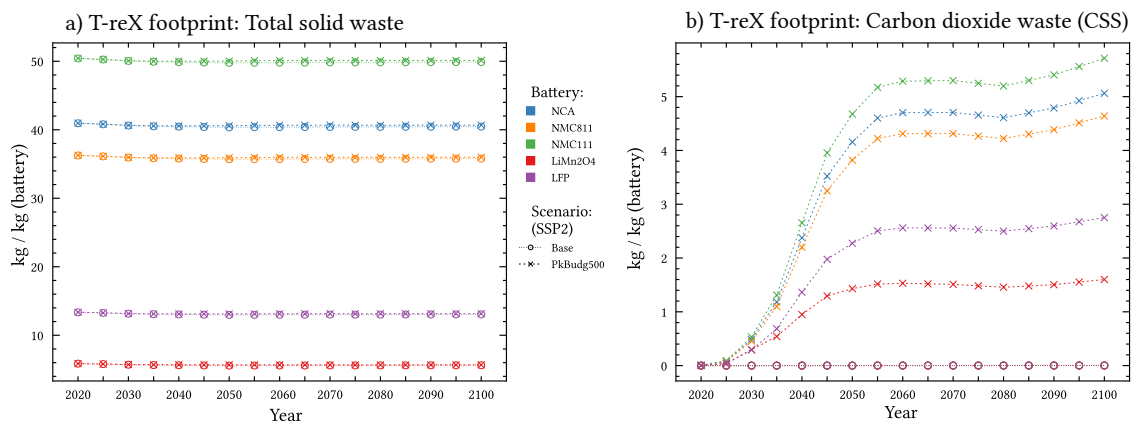 a) T-reX footprint: Total solid waste
kg / kg (battery)
50
40
30
20
10
2020 2030 2040 2050 2060 2070 2080 2090 2100
Year
Battery:
NCA
NMC811
NMC111
LiMn2O4
LFP
Scenario:
(SSP2)
Base
PkBudg500
b) T-reX footprint: Carbon dioxide waste (CSS)
kg / kg (battery)
5
4
3
2
1
0
2020 2030 2040 2050 2060 2070 2080 2090 2100
Year